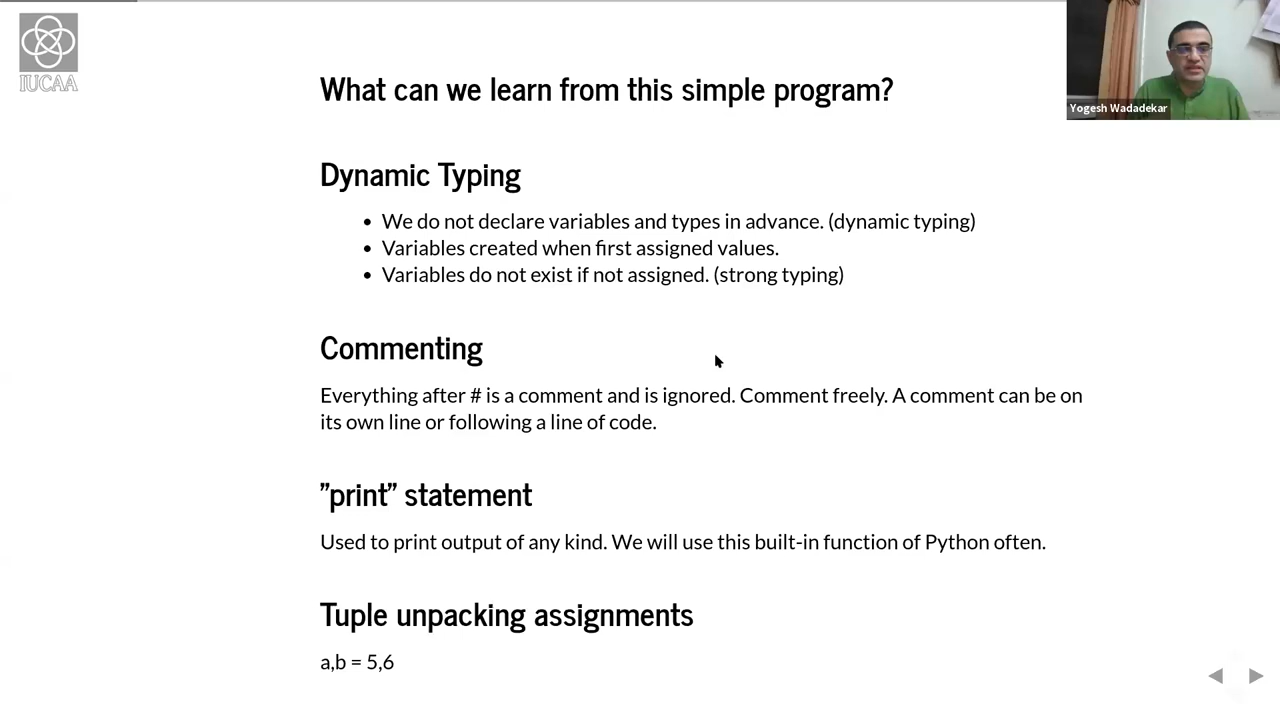 IUCAA
Yogesh Wadadekar
What can we learn from this simple program?
Dynamic Typing
• We do not declare variables and types in advance. (dynamic typing)
• Variables created when first assigned values.
• Variables do not exist if not assigned. (strong typing)
Commenting
Everything after # is a comment and is ignored. Comment freely. A comment can be on
its own line or following a line of code.
”print” statement
Used to print output of any kind. We will use this built-in function of Python often.
Tuple unpacking assignments
a,b = 5,6